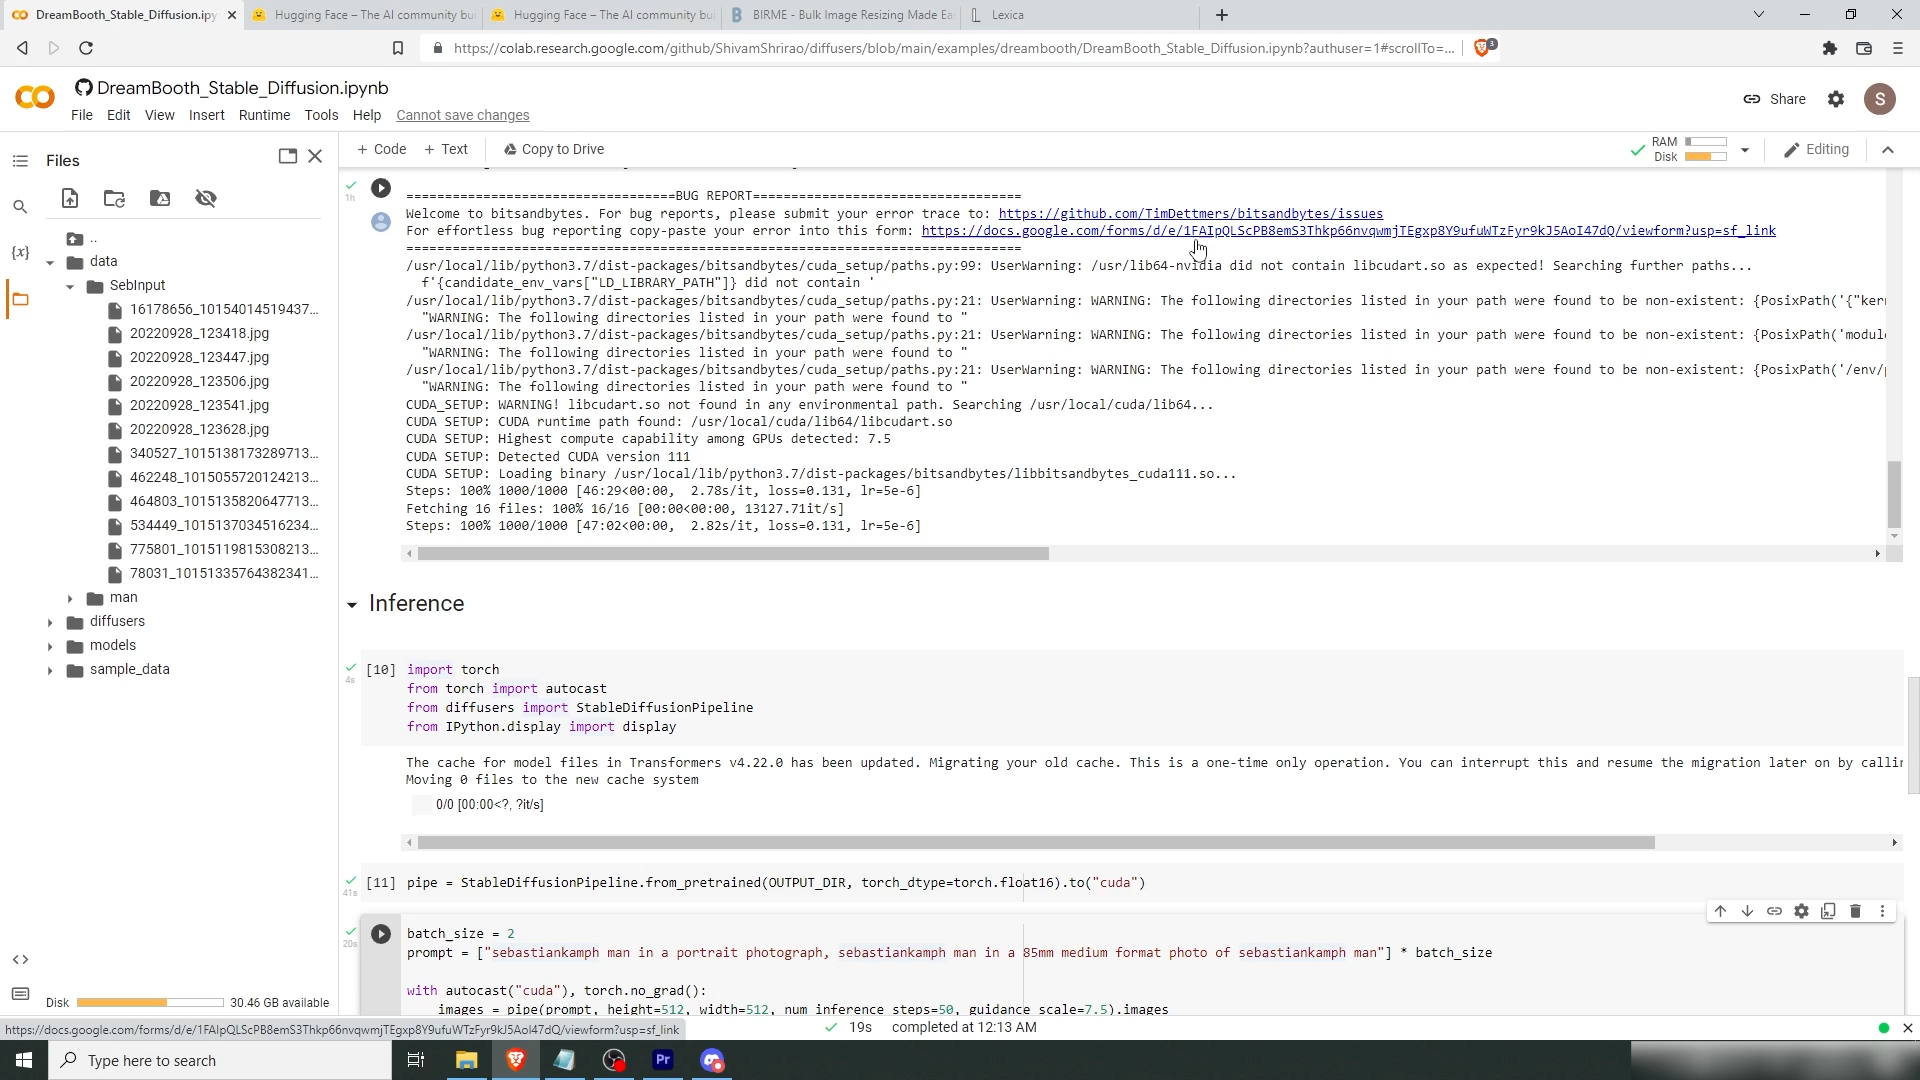 DreamBooth_Stable_Diffusion.ipy
Hugging Face – The AI community bui
Hugging Face – The AI community bui
BIRME - Bulk Image Resizing Made Ea
Lexica
https://colab.research.google.com/github/ShivamShrirao/diffusers/blob/main/examples/dreambooth/DreamBooth_Stable_Diffusion.ipynb?authuser=1#scrollTo=...
3
DreamBooth_Stable_Diffusion.ipynb
File Edit View Insert Runtime Tools Help Cannot save changes
Share
S
Files
+ Code + Text Copy to Drive
RAM
Disk
Editing
..
data
SebInput
16178656_10154014519437...
20220928_123418.jpg
20220928_123447.jpg
20220928_123506.jpg
20220928_123541.jpg
20220928_123628.jpg
340527_1015138173289713...
462248_1015055720124213...
464803_1015135820647713...
534449_1015137034516234...
775801_1015119815308213...
78031_10151335764382341...
man
diffusers
models
sample_data
Disk 30.46 GB available
1h
===================================BUG REPORT===================================
Welcome to bitsandbytes. For bug reports, please submit your error trace to: https://github.com/TimDettmers/bitsandbytes/issues
For effortless bug reporting copy-paste your error into this form: https://docs.google.com/forms/d/e/1FAIpQLScPB8emS3Thkp66nvqwmjTEgxp8Y9ufuWTzFyr9kJ5AoI47dQ/viewform?usp=sf_link
================================================================================
/usr/local/lib/python3.7/dist-packages/bitsandbytes/cuda_setup/paths.py:99: UserWarning: /usr/lib64-nvidia did not contain libcudart.so as expected! Searching further paths...
f'{candidate_env_vars["LD_LIBRARY_PATH"]} did not contain '
/usr/local/lib/python3.7/dist-packages/bitsandbytes/cuda_setup/paths.py:21: UserWarning: WARNING: The following directories listed in your path were found to be non-existent: {PosixPath('{"ker
"WARNING: The following directories listed in your path were found to "
/usr/local/lib/python3.7/dist-packages/bitsandbytes/cuda_setup/paths.py:21: UserWarning: WARNING: The following directories listed in your path were found to be non-existent: {PosixPath('modul
"WARNING: The following directories listed in your path were found to "
/usr/local/lib/python3.7/dist-packages/bitsandbytes/cuda_setup/paths.py:21: UserWarning: WARNING: The following directories listed in your path were found to be non-existent: {PosixPath('/env/
"WARNING: The following directories listed in your path were found to "
CUDA_SETUP: WARNING! libcudart.so not found in any environmental path. Searching /usr/local/cuda/lib64...
CUDA SETUP: CUDA runtime path found: /usr/local/cuda/lib64/libcudart.so
CUDA SETUP: Highest compute capability among GPUs detected: 7.5
CUDA SETUP: Detected CUDA version 111
CUDA SETUP: Loading binary /usr/local/lib/python3.7/dist-packages/bitsandbytes/libbitsandbytes_cuda111.so...
Steps: 100% 1000/1000 [46:29<00:00, 2.78s/it, loss=0.131, lr=5e-6]
Fetching 16 files: 100% 16/16 [00:00<00:00, 13127.71it/s]
Steps: 100% 1000/1000 [47:02<00:00, 2.82s/it, loss=0.131, lr=5e-6]
Inference
4s
[10] import torch
from torch import autocast
from diffusers import StableDiffusionPipeline
from IPython.display import display
The cache for model files in Transformers v4.22.0 has been updated. Migrating your old cache. This is a one-time only operation. You can interrupt this and resume the migration later on by callin
Moving 0 files to the new cache system
0/0 [00:00<?, ?it/s]
41s
[11] pipe = StableDiffusionPipeline.from_pretrained(OUTPUT_DIR, torch_dtype=torch.float16).to("cuda")
20s
batch_size = 2
prompt = ["sebastiankamph man in a portrait photograph, sebastiankamph man in a 85mm medium format photo of sebastiankamph man"] * batch_size
with autocast("cuda"), torch.no_grad():
images = pipe(prompt, height=512, width=512, num_inference_steps=50, guidance_scale=7.5).images
https://docs.google.com/forms/d/e/1FAIpQLScPB8emS3Thkp66nvqwmjTEgxp8Y9ufuWTzFyr9kJ5AoI47dQ/viewform?usp=sf_link
19s completed at 12:13 AM
Type here to search
Pr